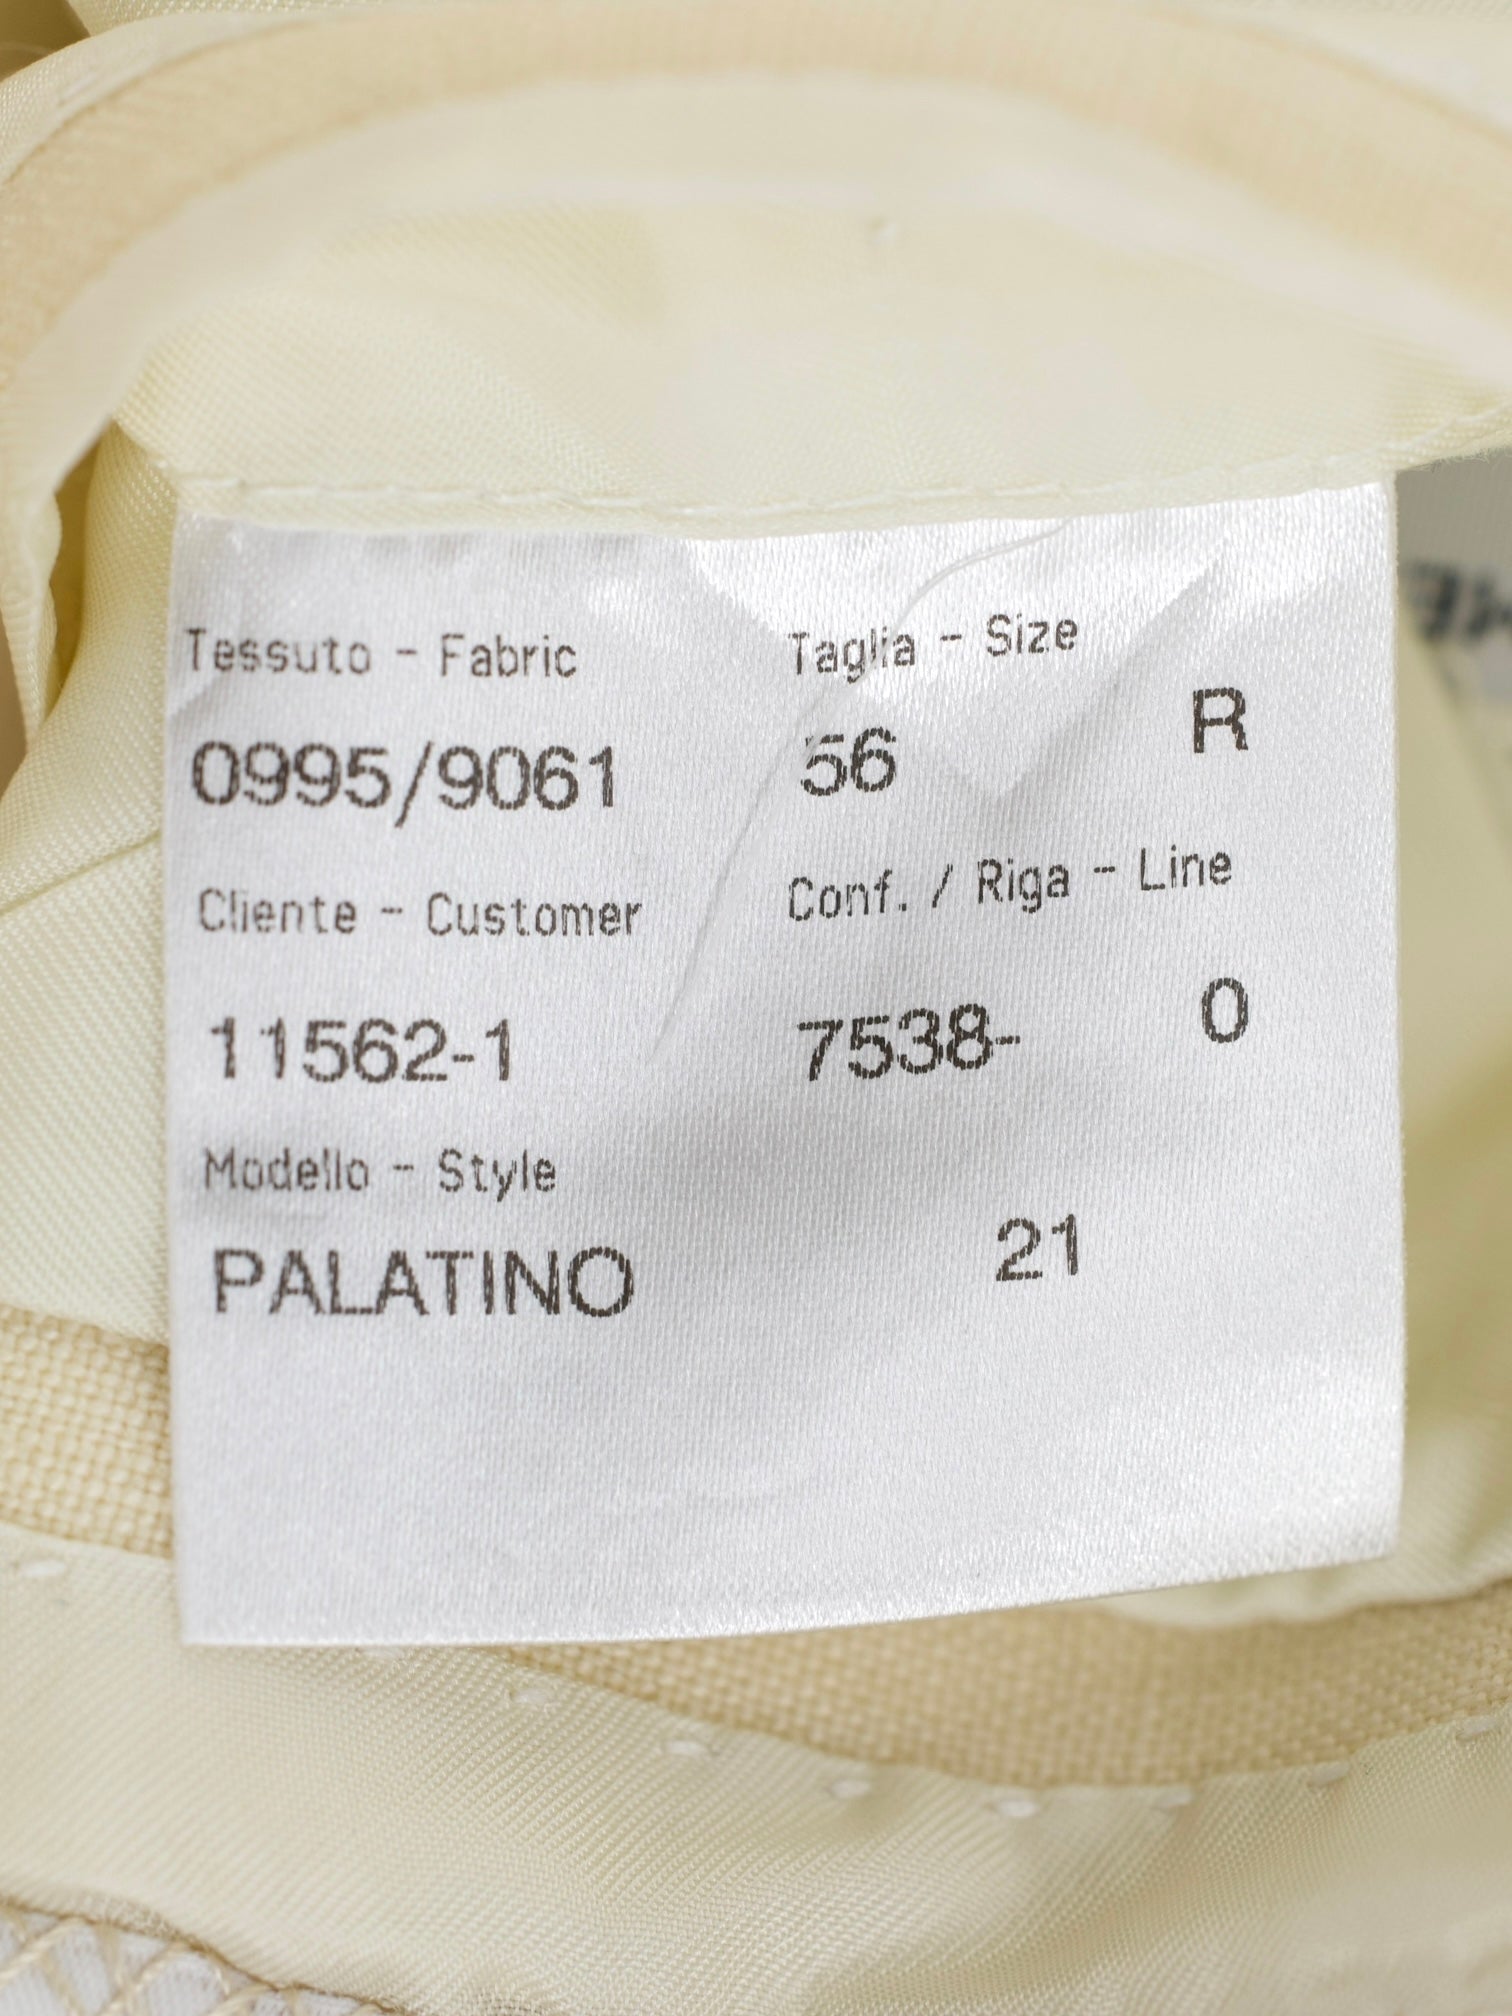 Tessuto - Fabric Taglia - Size
0995/9061 56 R
Cliente - Customer Conf. / Riga - Line
11562-1 7538- 0
Modello - Style
PALATINO 21